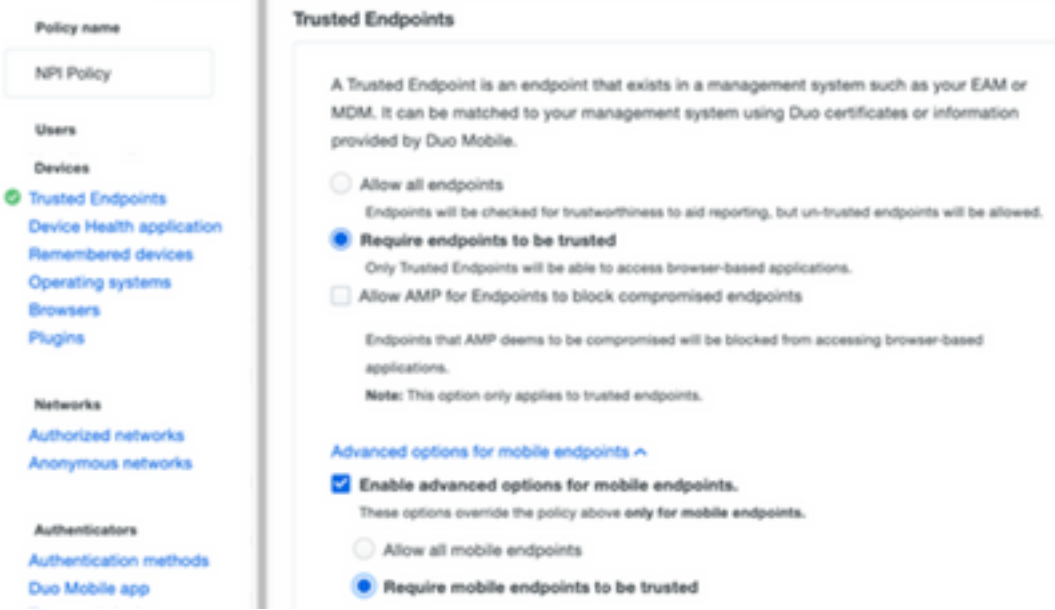 Policy name
NPI Policy
Users
Devices
Trusted Endpoints
Device Health application
Remembered devices
Operating systems
Browsers
Plugins
Networks
Authorized networks
Anonymous networks
Authenticators
Authentication methods
Duo Mobile app
Trusted Endpoints
A Trusted Endpoint is an endpoint that exists in a management system such as your EAM or
MDM. It can be matched to your management system using Duo certificates or information
provided by Duo Mobile.
Allow all endpoints
Endpoints will be checked for trustworthiness to aid reporting, but un-trusted endpoints will be allowed.
Require endpoints to be trusted
Only Trusted Endpoints will be able to access browser-based applications.
Allow AMP for Endpoints to block compromised endpoints
Endpoints that AMP deems to be compromised will be blocked from accessing browser-based
applications.
Note: This option only applies to trusted endpoints.
Advanced options for mobile endpoints
Enable advanced options for mobile endpoints.
These options override the policy above only for mobile endpoints.
Allow all mobile endpoints
Require mobile endpoints to be trusted